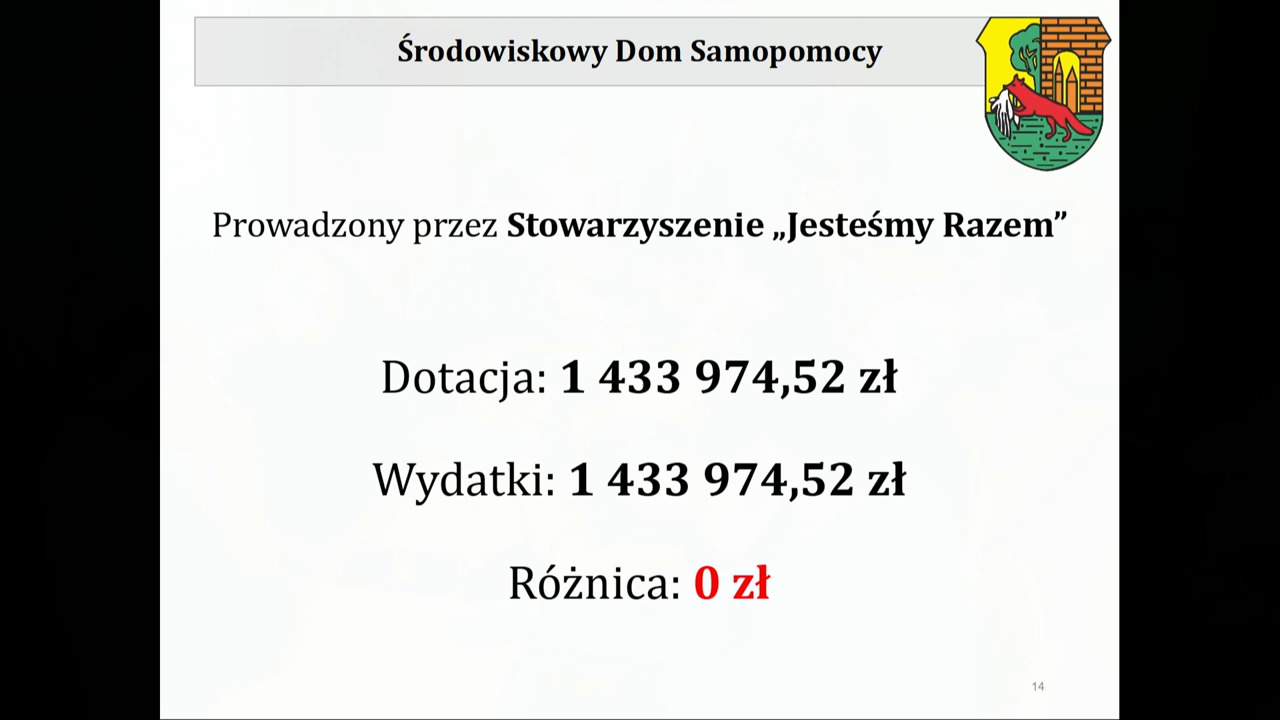 Środowiskowy Dom Samopomocy
Prowadzony przez Stowarzyszenie „Jesteśmy Razem”
Dotacja: 1 433 974,52 zł
Wydatki: 1 433 974,52 zł
Różnica: 0 zł
14